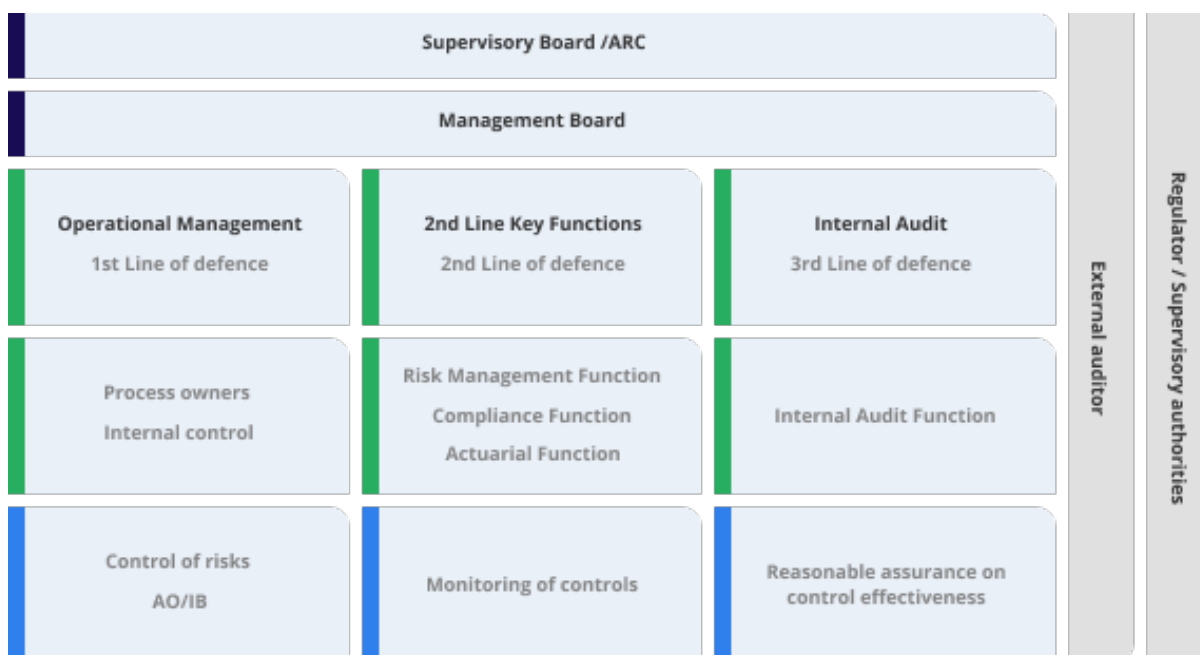 Supervisory Board /ARC
Management Board
Operational Management
1st Line of defence
2nd Line Key Functions
2nd Line of defence
Internal Audit
3rd Line of defence
Process owners
Internal control
Risk Management Function
Compliance Function
Actuarial Function
Internal Audit Function
Control of risks
AO/IB
Monitoring of controls
Reasonable assurance on
control effectiveness
External auditor
Regulator / Supervisory authorities